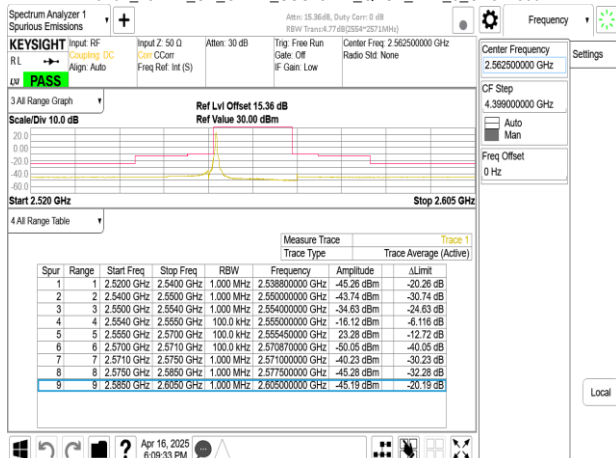 Spectrum Analyzer 1
Spurious Emissions
Attn: 15.36dB, Duty Corr: 0 dB
RBW Trans:4.77dB(2554~2571MHz)
Frequency
KEYSIGHT
RL
LXI
PASS
Input: RF
Coupling: DC
Align: Auto
Input Z: 50 Ω
Corr CCorr
Freq Ref: Int (S)
Atten: 30 dB
Trig: Free Run
Gate: Off
IF Gain: Low
Center Freq: 2.562500000 GHz
Radio Std: None
Center Frequency
2.562500000 GHz
Settings
CF Step
4.399000000 GHz
Auto
Man
Freq Offset
0 Hz
3 All Range Graph
Scale/Div 10.0 dB
Ref Lvl Offset 15.36 dB
Ref Value 30.00 dBm
20.0
0.00
-20.0
-40.0
-60.0
Start 2.520 GHz
Stop 2.605 GHz
4 All Range Table
Measure Trace Trace 1
Trace Type Trace Average (Active)
Spur Range Start Freq Stop Freq RBW Frequency Amplitude ΔLimit
1 1 2.5200 GHz 2.5400 GHz 1.000 MHz 2.538800000 GHz -45.26 dBm -20.26 dB
2 2 2.5400 GHz 2.5500 GHz 1.000 MHz 2.550000000 GHz -43.74 dBm -30.74 dB
3 3 2.5500 GHz 2.5540 GHz 1.000 MHz 2.554000000 GHz -34.63 dBm -24.63 dB
4 4 2.5540 GHz 2.5550 GHz 100.0 kHz 2.555000000 GHz -16.12 dBm -6.116 dB
5 5 2.5550 GHz 2.5700 GHz 100.0 kHz 2.555450000 GHz 23.28 dBm -12.72 dB
6 6 2.5700 GHz 2.5710 GHz 100.0 kHz 2.570870000 GHz -50.05 dBm -40.05 dB
7 7 2.5710 GHz 2.5750 GHz 1.000 MHz 2.571000000 GHz -40.23 dBm -30.23 dB
8 8 2.5750 GHz 2.5850 GHz 1.000 MHz 2.577500000 GHz -45.28 dBm -32.28 dB
9 9 2.5850 GHz 2.6050 GHz 1.000 MHz 2.605000000 GHz -45.19 dBm -20.19 dB
Local
Apr 16, 2025
6:09:33 PM